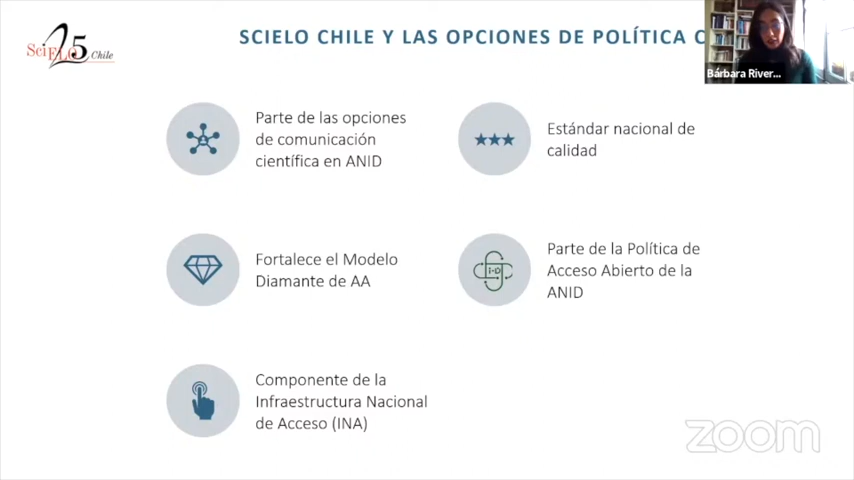 SciELO 25 Chile
SCIELO CHILE Y LAS OPCIONES DE POLÍTICA C
Bárbara River...
Parte de las opciones
de comunicación
científica en ANID
Estándar nacional de
calidad
Fortalece el Modelo
Diamante de AA
Parte de la Política de
Acceso Abierto de la
ANID
I+D
Componente de la
Infraestructura Nacional
de Acceso (INA)
zoom